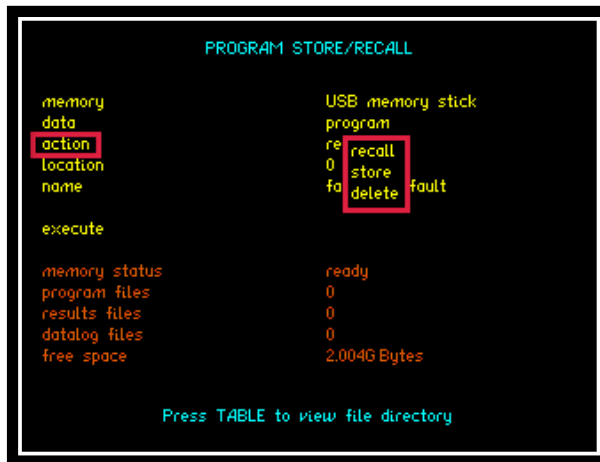 PROGRAM STORE/RECALL
memory USB memory stick
data program
action re
recall
location 0
store
name fa fault
delete
execute
memory status ready
program files 0
results files 0
datalog files 0
free space 2.004G Bytes
Press TABLE to view file directory